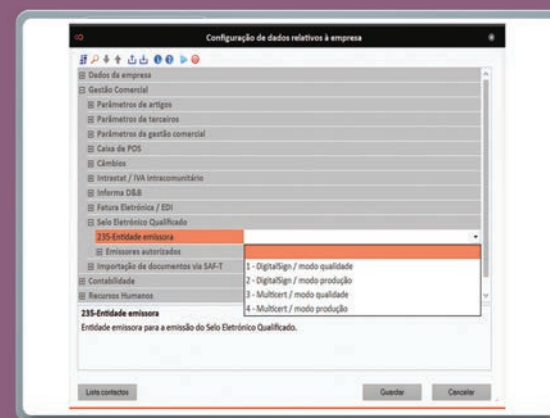 Configuração de dados relativos à empresa
Dados da empresa
Gestão Comercial
Parâmetros de artigos
Parâmetros de terceiros
Parâmetros da gestão comercial
Caixa de POS
Câmbios
Intrastat / IVA Intracomunitário
Informa D&B
Fatura Eletrónica / EDI
Selo Eletrónico Qualificado
235-Entidade emissora
Emissores autorizados
1 - DigitalSign / modo qualidade
Importação de documentos via SAF-T
2 - DigitalSign / modo produção
Contabilidade
3 - Multicert / modo qualidade
Recursos Humanos
4 - Multicert / modo produção
235-Entidade emissora
Entidade emissora para a emissão do Selo Eletrónico Qualificado.
Lista contactos
Guardar
Cancelar